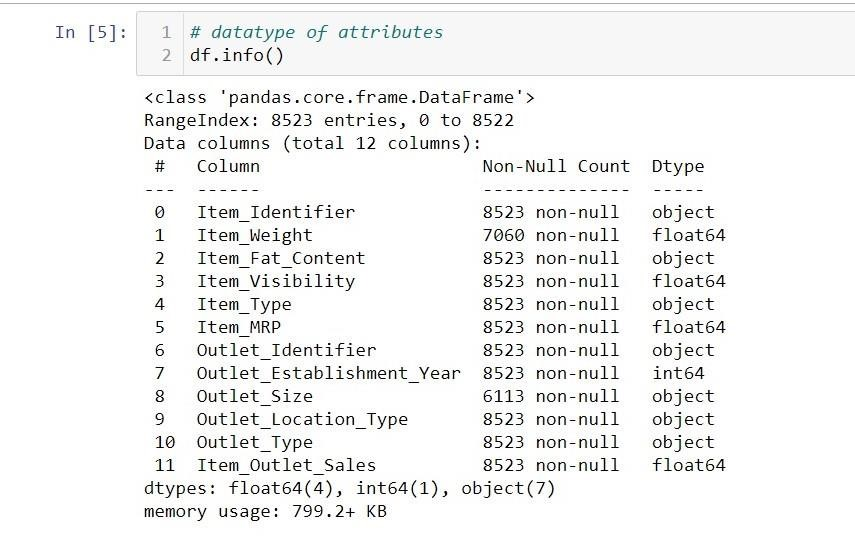 In [5]:
1 # datatype of attributes
2 df.info()
<class 'pandas.core.frame.DataFrame'>
RangeIndex: 8523 entries, 0 to 8522
Data columns (total 12 columns):
 #   Column                     Non-Null Count  Dtype
---  ------                     --------------  -----
 0   Item_Identifier            8523 non-null   object
 1   Item_Weight                7060 non-null   float64
 2   Item_Fat_Content           8523 non-null   object
 3   Item_Visibility            8523 non-null   float64
 4   Item_Type                  8523 non-null   object
 5   Item_MRP                   8523 non-null   float64
 6   Outlet_Identifier          8523 non-null   object
 7   Outlet_Establishment_Year  8523 non-null   int64
 8   Outlet_Size                6113 non-null   object
 9   Outlet_Location_Type       8523 non-null   object
 10  Outlet_Type                8523 non-null   object
 11  Item_Outlet_Sales          8523 non-null   float64
dtypes: float64(4), int64(1), object(7)
memory usage: 799.2+ KB